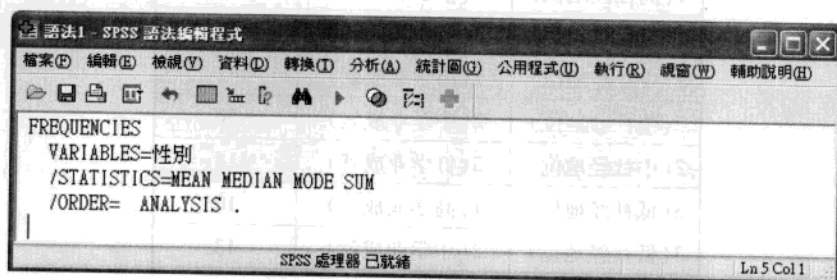 語法1 - SPSS 語法編輯程式
檔案(F) 編輯(E) 檢視(V) 資料(D) 轉換(T) 分析(A) 統計圖(G) 公用程式(U) 執行(R) 視窗(W) 輔助說明(H)
FREQUENCIES
VARIABLES=性別
/STATISTICS=MEAN MEDIAN MODE SUM
/ORDER= ANALYSIS .
SPSS 處理器 已就緒
Ln 5 Col 1